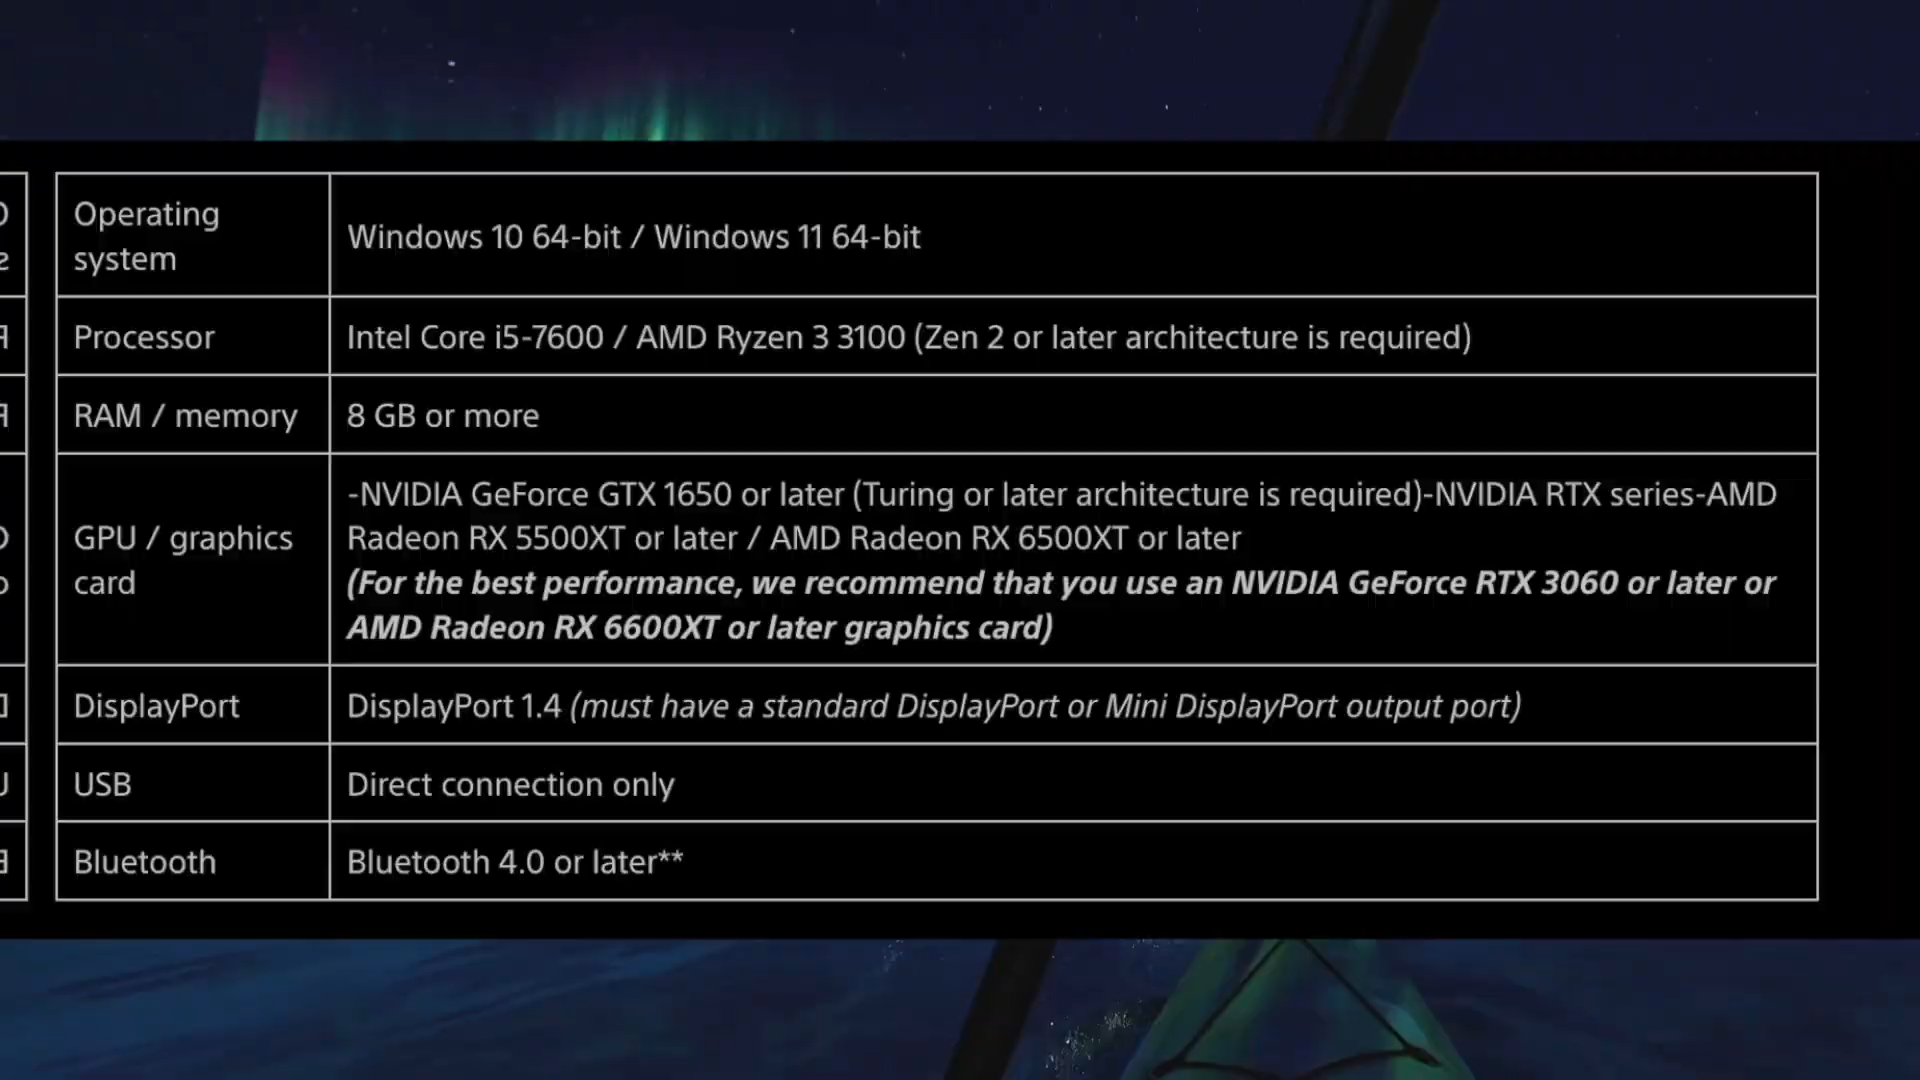 Operating
system
Windows 10 64-bit / Windows 11 64-bit
Processor
Intel Core i5-7600 / AMD Ryzen 3 3100 (Zen 2 or later architecture is required)
RAM / memory
8 GB or more
GPU / graphics
card
-NVIDIA GeForce GTX 1650 or later (Turing or later architecture is required)-NVIDIA RTX series-AMD
Radeon RX 5500XT or later / AMD Radeon RX 6500XT or later
(For the best performance, we recommend that you use an NVIDIA GeForce RTX 3060 or later or
AMD Radeon RX 6600XT or later graphics card)
DisplayPort
DisplayPort 1.4 (must have a standard DisplayPort or Mini DisplayPort output port)
USB
Direct connection only
Bluetooth
Bluetooth 4.0 or later**